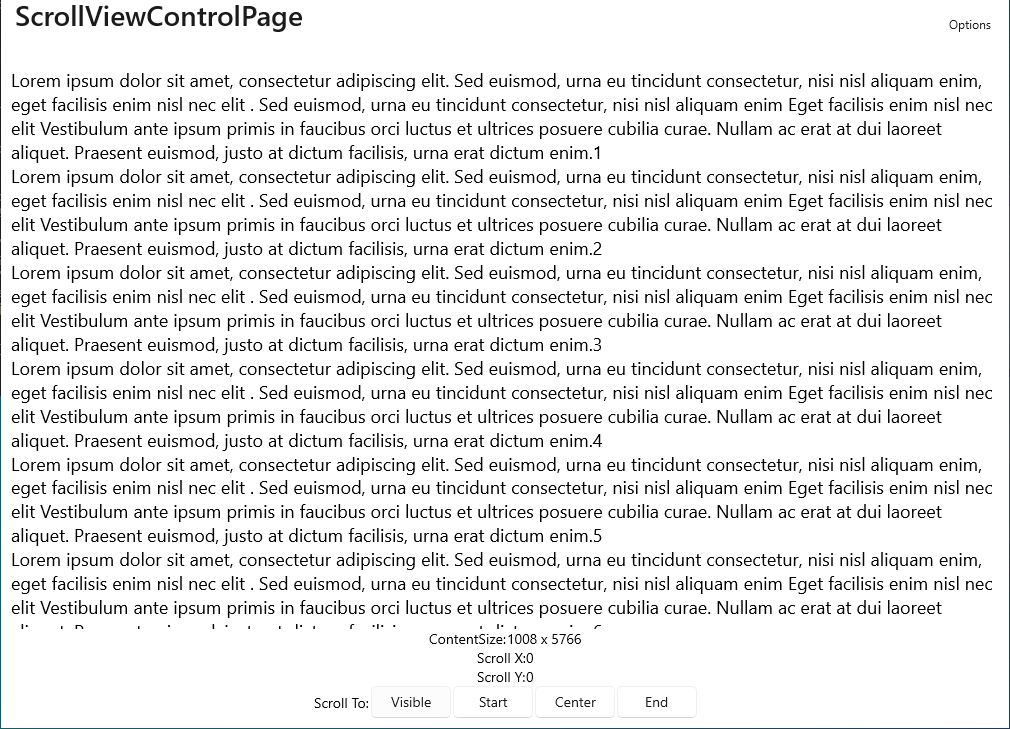 ScrollViewControlPage
Options
Lorem ipsum dolor sit amet, consectetur adipiscing elit. Sed euismod, urna eu tincidunt consectetur, nisi nisl aliquam enim,
eget facilisis enim nisl nec elit . Sed euismod, urna eu tincidunt consectetur, nisi nisl aliquam enim Eget facilisis enim nisl nec
elit Vestibulum ante ipsum primis in faucibus orci luctus et ultrices posuere cubilia curae. Nullam ac erat at dui laoreet
aliquet. Praesent euismod, justo at dictum facilisis, urna erat dictum enim.1
Lorem ipsum dolor sit amet, consectetur adipiscing elit. Sed euismod, urna eu tincidunt consectetur, nisi nisl aliquam enim,
eget facilisis enim nisl nec elit . Sed euismod, urna eu tincidunt consectetur, nisi nisl aliquam enim Eget facilisis enim nisl nec
elit Vestibulum ante ipsum primis in faucibus orci luctus et ultrices posuere cubilia curae. Nullam ac erat at dui laoreet
aliquet. Praesent euismod, justo at dictum facilisis, urna erat dictum enim.2
Lorem ipsum dolor sit amet, consectetur adipiscing elit. Sed euismod, urna eu tincidunt consectetur, nisi nisl aliquam enim,
eget facilisis enim nisl nec elit . Sed euismod, urna eu tincidunt consectetur, nisi nisl aliquam enim Eget facilisis enim nisl nec
elit Vestibulum ante ipsum primis in faucibus orci luctus et ultrices posuere cubilia curae. Nullam ac erat at dui laoreet
aliquet. Praesent euismod, justo at dictum facilisis, urna erat dictum enim.3
Lorem ipsum dolor sit amet, consectetur adipiscing elit. Sed euismod, urna eu tincidunt consectetur, nisi nisl aliquam enim,
eget facilisis enim nisl nec elit . Sed euismod, urna eu tincidunt consectetur, nisi nisl aliquam enim Eget facilisis enim nisl nec
elit Vestibulum ante ipsum primis in faucibus orci luctus et ultrices posuere cubilia curae. Nullam ac erat at dui laoreet
aliquet. Praesent euismod, justo at dictum facilisis, urna erat dictum enim.4
Lorem ipsum dolor sit amet, consectetur adipiscing elit. Sed euismod, urna eu tincidunt consectetur, nisi nisl aliquam enim,
eget facilisis enim nisl nec elit . Sed euismod, urna eu tincidunt consectetur, nisi nisl aliquam enim Eget facilisis enim nisl nec
elit Vestibulum ante ipsum primis in faucibus orci luctus et ultrices posuere cubilia curae. Nullam ac erat at dui laoreet
aliquet. Praesent euismod, justo at dictum facilisis, urna erat dictum enim.5
Lorem ipsum dolor sit amet, consectetur adipiscing elit. Sed euismod, urna eu tincidunt consectetur, nisi nisl aliquam enim,
eget facilisis enim nisl nec elit . Sed euismod, urna eu tincidunt consectetur, nisi nisl aliquam enim Eget facilisis enim nisl nec
elit Vestibulum ante ipsum primis in faucibus orci luctus et ultrices posuere cubilia curae. Nullam ac erat at dui laoreet
ContentSize:1008 x 5766
Scroll X:0
Scroll Y:0
Scroll To: Visible Start Center End